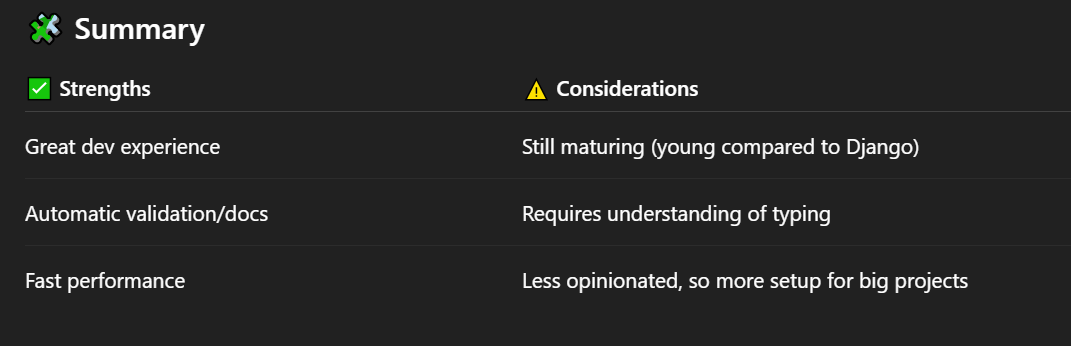 Summary
Strengths
Considerations
Great dev experience
Still maturing (young compared to Django)
Automatic validation/docs
Requires understanding of typing
Fast performance
Less opinionated, so more setup for big projects